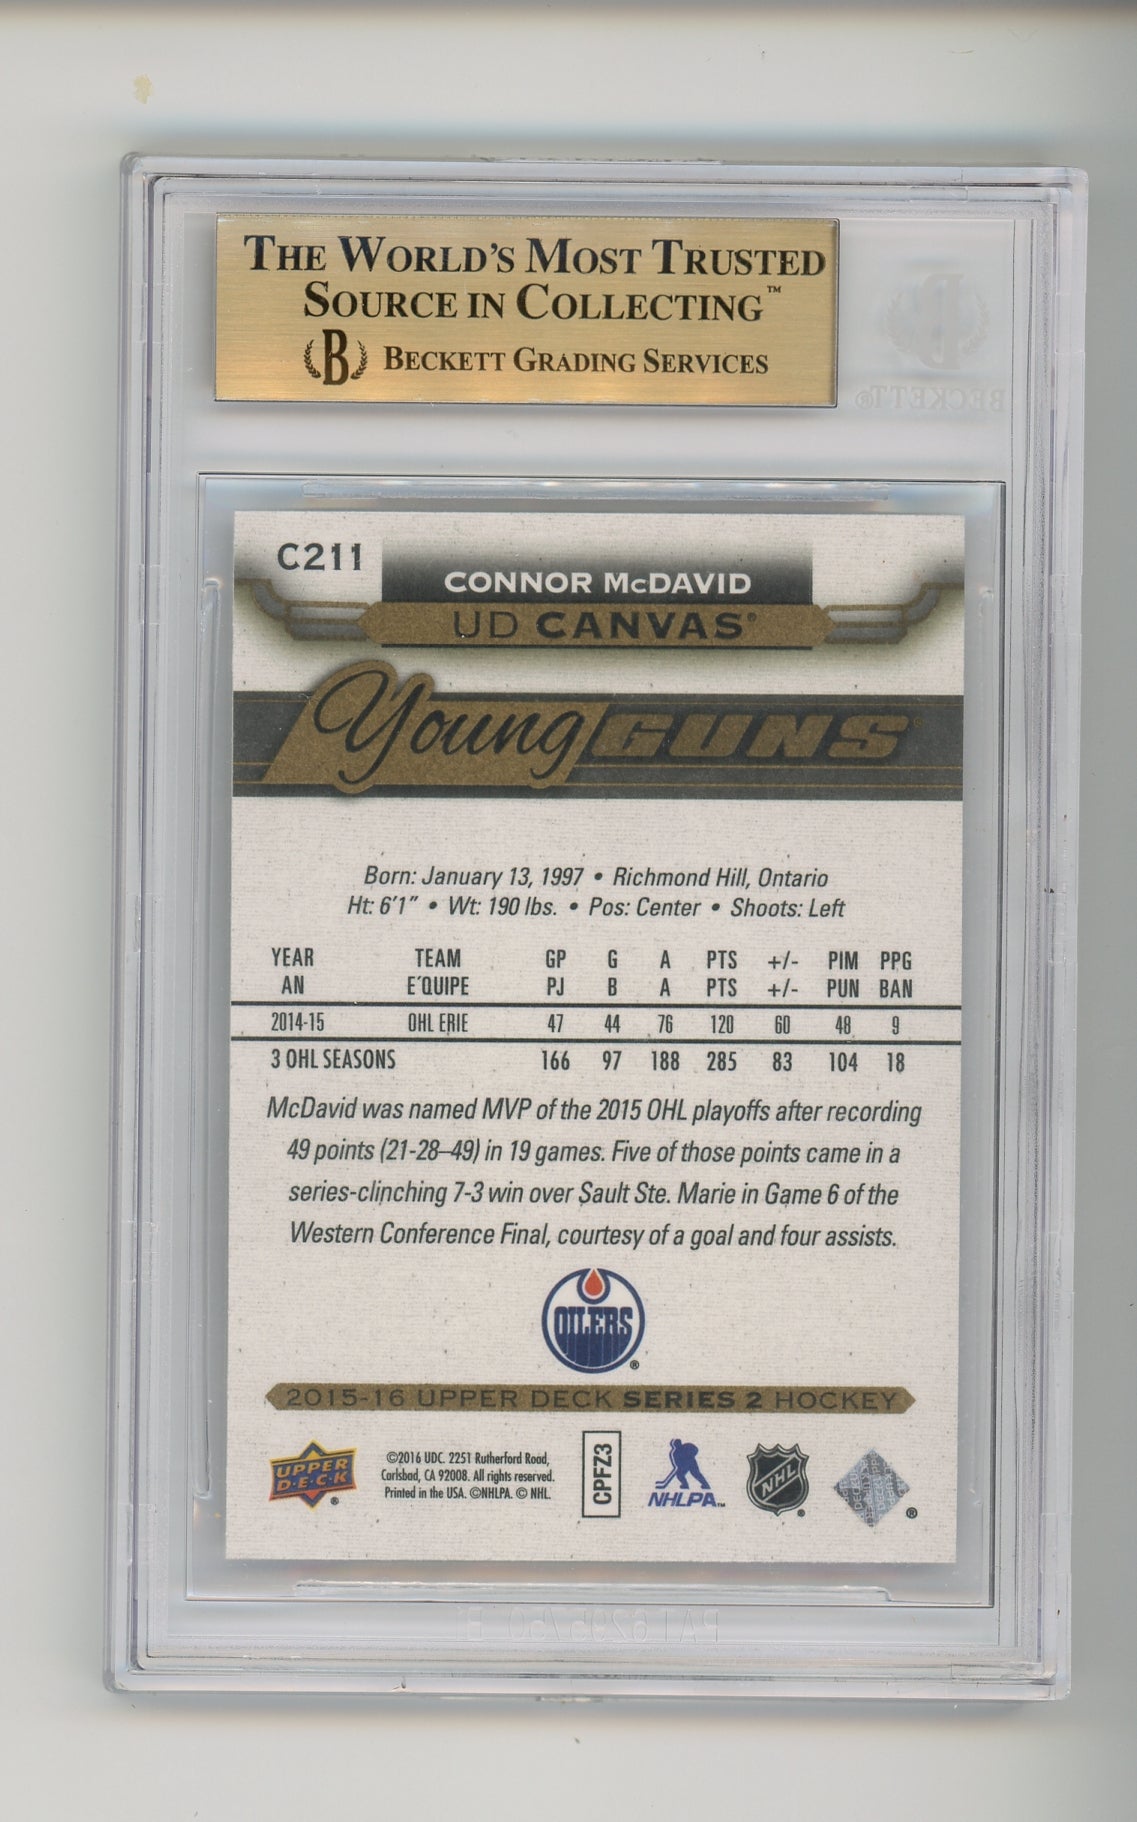 THE WORLD'S MOST TRUSTED
SOURCE IN COLLECTING™
B BECKETT GRADING SERVICES
BECKETT®
C211
CONNOR McDAVID
UD CANVAS®
Young GUNS®
Born: January 13, 1997 • Richmond Hill, Ontario
Ht: 6'1" • Wt: 190 lbs. • Pos: Center • Shoots: Left
YEAR TEAM GP G A PTS +/- PIM PPG
AN E´QUIPE PJ B A PTS +/- PUN BAN
2014-15 OHL ERIE 47 44 76 120 60 48 9
3 OHL SEASONS 166 97 188 285 83 104 18
McDavid was named MVP of the 2015 OHL playoffs after recording
49 points (21-28–49) in 19 games. Five of those points came in a
series-clinching 7-3 win over Sault Ste. Marie in Game 6 of the
Western Conference Final, courtesy of a goal and four assists.
OILERS®
2015-16 UPPER DECK SERIES 2 HOCKEY
UPPER D•E•C•K®
©2016 UDC. 2251 Rutherford Road,
Carlsbad, CA 92008. All rights reserved.
Printed in the USA. ©NHLPA. © NHL.
CPFZ3
NHLPA™
NHL®
®